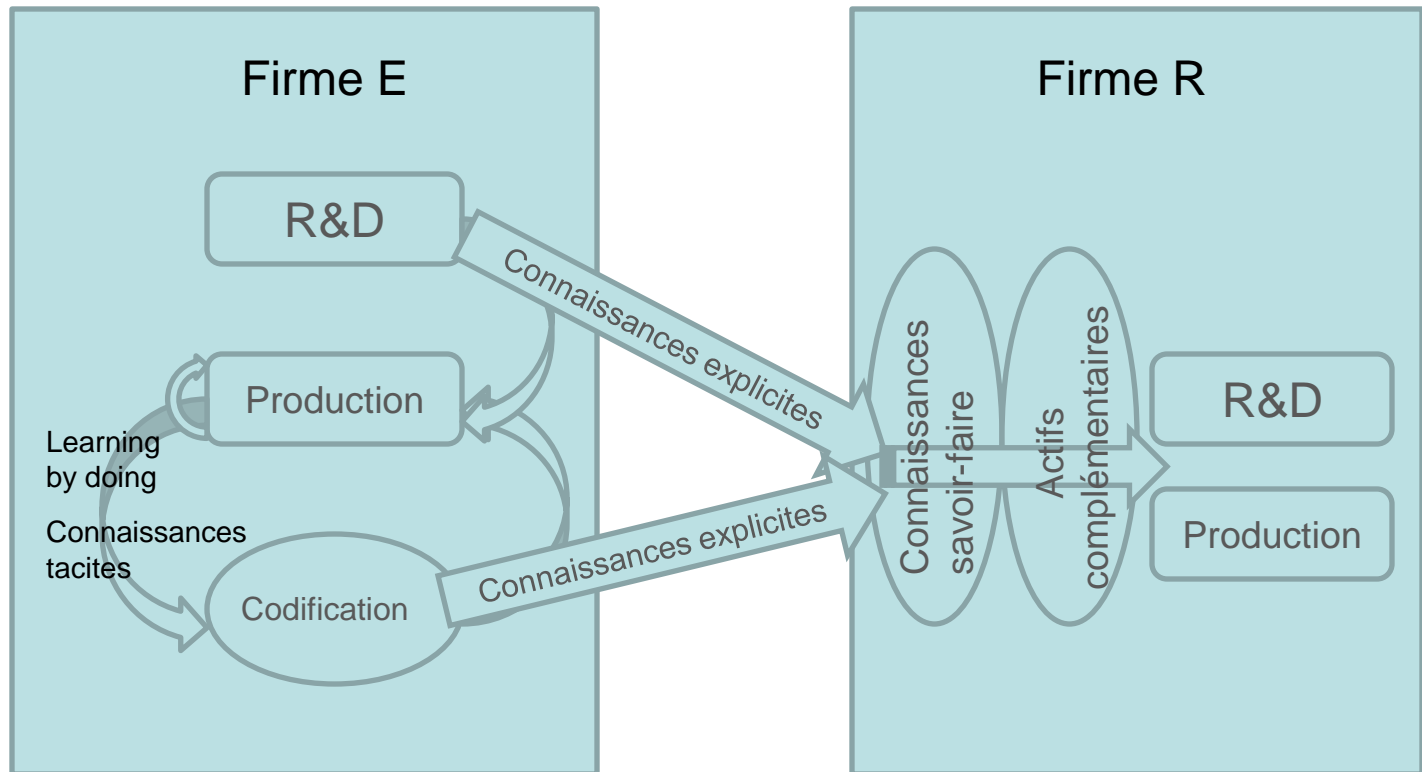 Firme E
R&D
Production
Learning
by doing
Connaissances
tacites
Codification
Connaissances explicites
Connaissances explicites
Firme R
Connaissances
savoir-faire
Actifs
complémentaires
R&D
Production